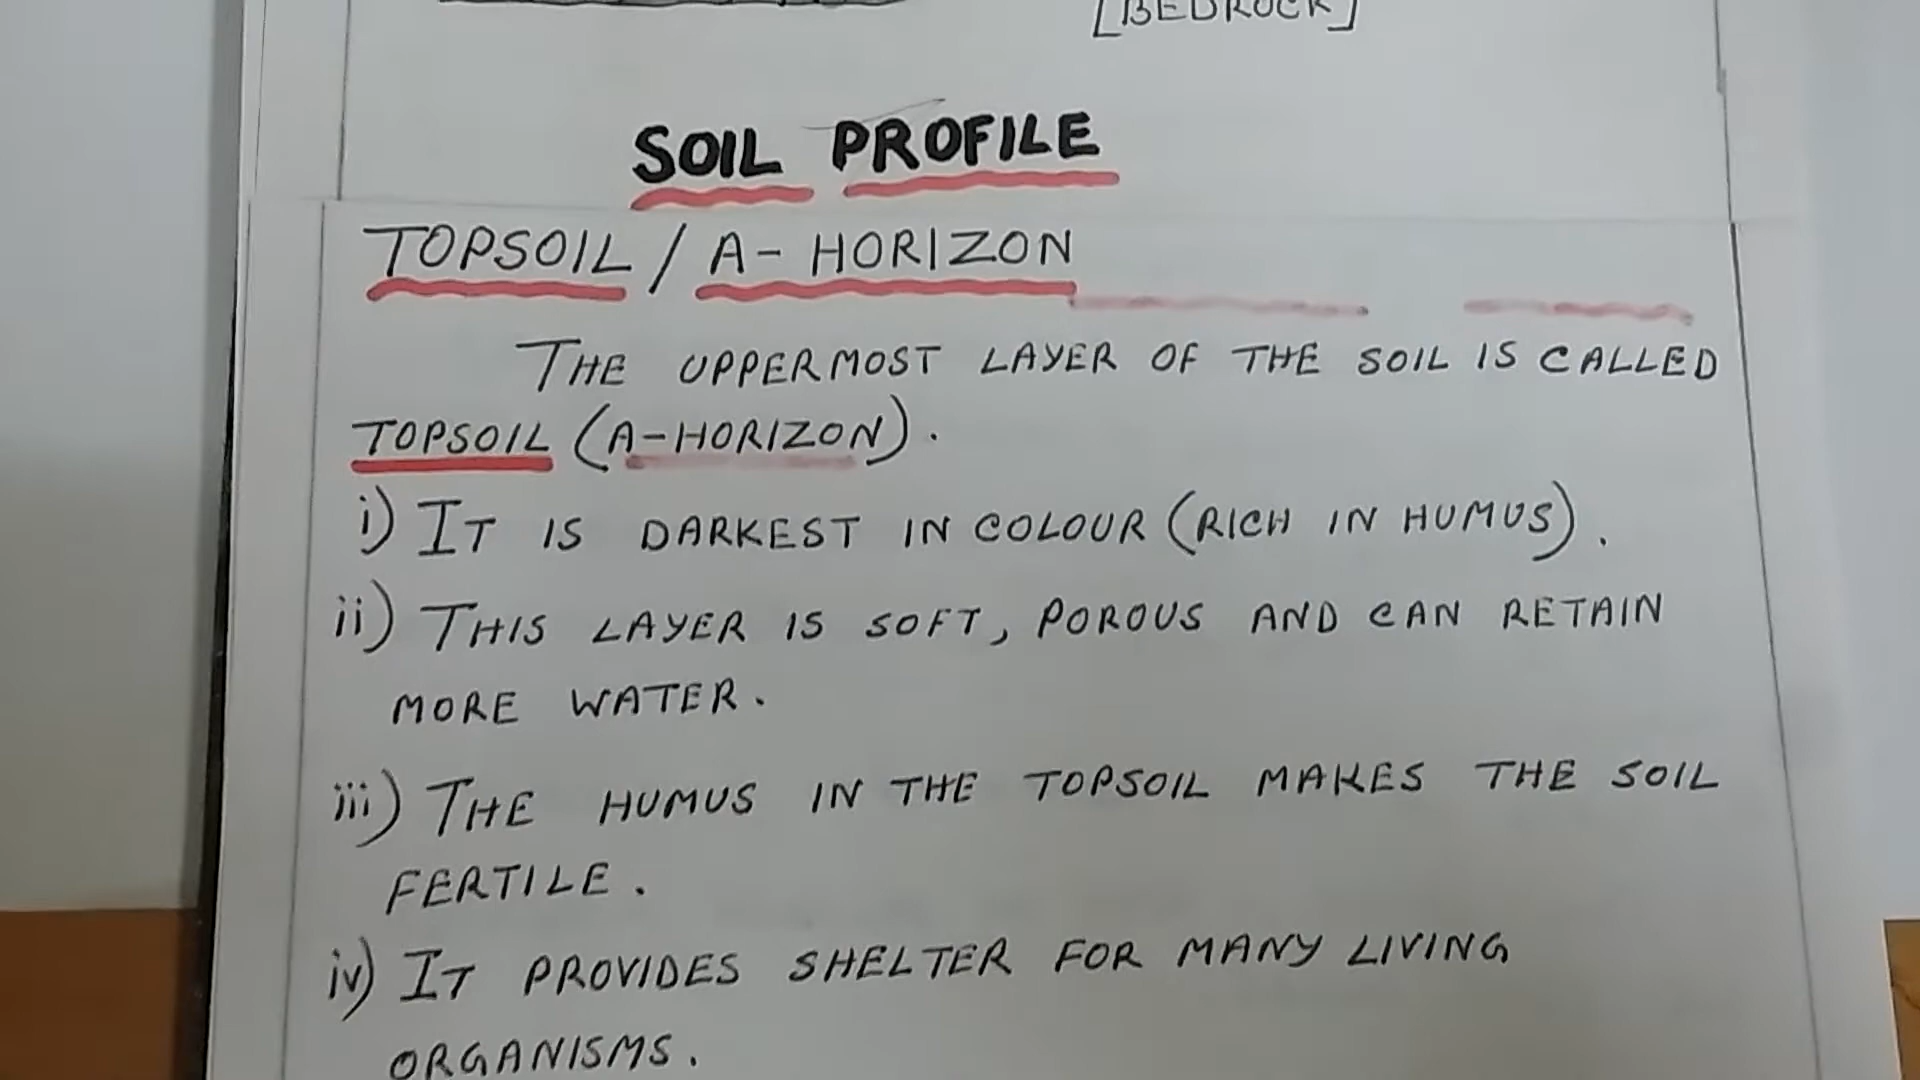 [BEDROCK]
SOIL PROFILE
TOPSOIL / A- HORIZON
THE UPPERMOST LAYER OF THE SOIL IS CALLED
TOPSOIL (A-HORIZON).
i) IT IS DARKEST IN COLOUR (RICH IN HUMUS).
ii) THIS LAYER IS SOFT, POROUS AND CAN RETAIN
MORE WATER.
iii) THE HUMUS IN THE TOPSOIL MAKES THE SOIL
FERTILE.
iv) IT PROVIDES SHELTER FOR MANY LIVING
ORGANISMS.